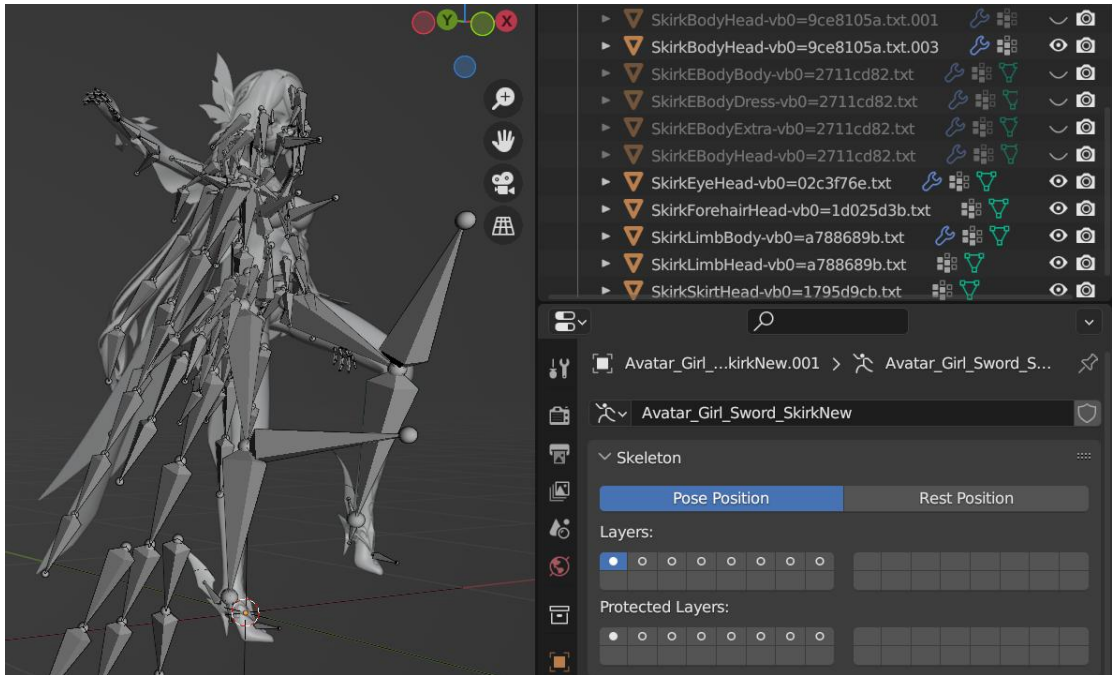 Y
X
SkirkBodyHead-vb0=9ce8105a.txt.001
SkirkBodyHead-vb0=9ce8105a.txt.003
SkirkEBodyBody-vb0=2711cd82.txt
SkirkEBodyDress-vb0=2711cd82.txt
SkirkEBodyExtra-vb0=2711cd82.txt
SkirkEBodyHead-vb0=2711cd82.txt
SkirkEyeHead-vb0=02c3f76e.txt
SkirkForehairHead-vb0=1d025d3b.txt
SkirkLimbBody-vb0=a788689b.txt
SkirkLimbHead-vb0=a788689b.txt
SkirkSkirtHead-vb0=1795d9cb.txt
Avatar_Girl_...kirkNew.001 > Avatar_Girl_Sword_S...
Avatar_Girl_Sword_SkirkNew
Skeleton
Pose Position Rest Position
Layers:
Protected Layers: